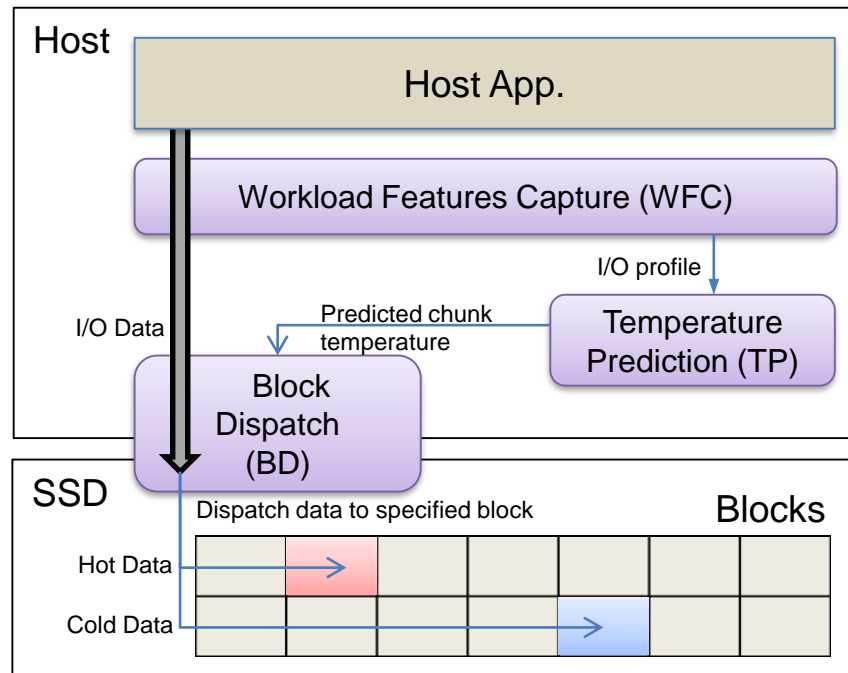 Host
Host App.
Workload Features Capture (WFC)
I/O profile
I/O Data
Predicted chunk
temperature
Temperature
Prediction (TP)
Block
Dispatch
(BD)
SSD
Dispatch data to specified block
Blocks
Hot Data
Cold Data